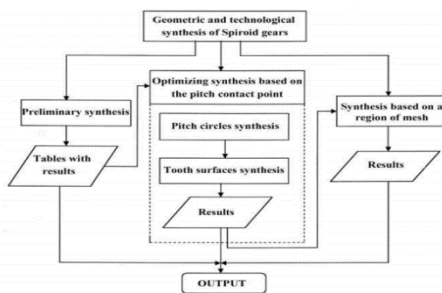 Geometric and technological
synthesis of Spiroid gears
Preliminary synthesis
Tables with
results
Optimizing synthesis based on
the pitch contact point
Pitch circles synthesis
Tooth surfaces synthesis
Results
Synthesis based on a
region of mesh
Results
OUTPUT